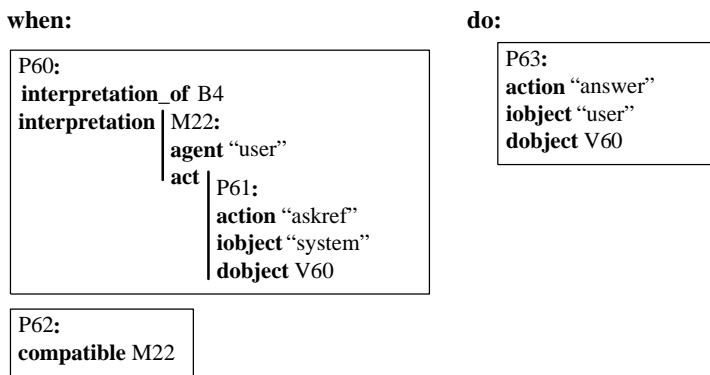 when:
do:
P60:
interpretation_of B4
interpretation M22:
agent “user”
act P61:
action “askref”
iobject “system”
dobject V60
P62:
compatible M22
P63:
action “answer”
iobject “user”
dobject V60